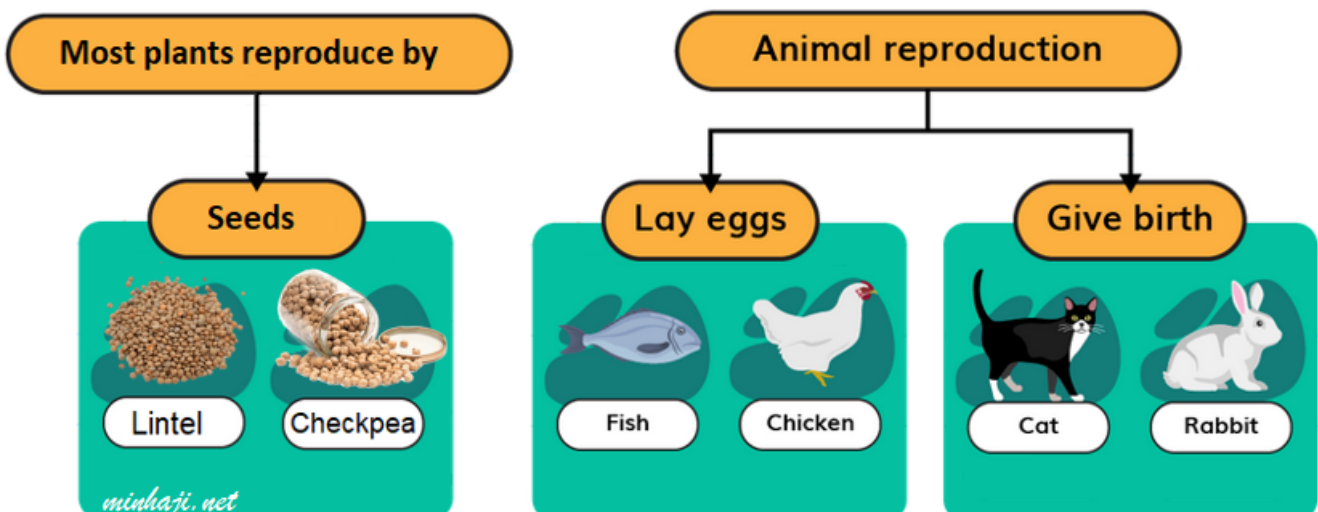 Most plants reproduce by
Animal reproduction
Seeds
Lay eggs
Give birth
Lintel
Checkpea
Fish
Chicken
Cat
Rabbit
minhaji.net